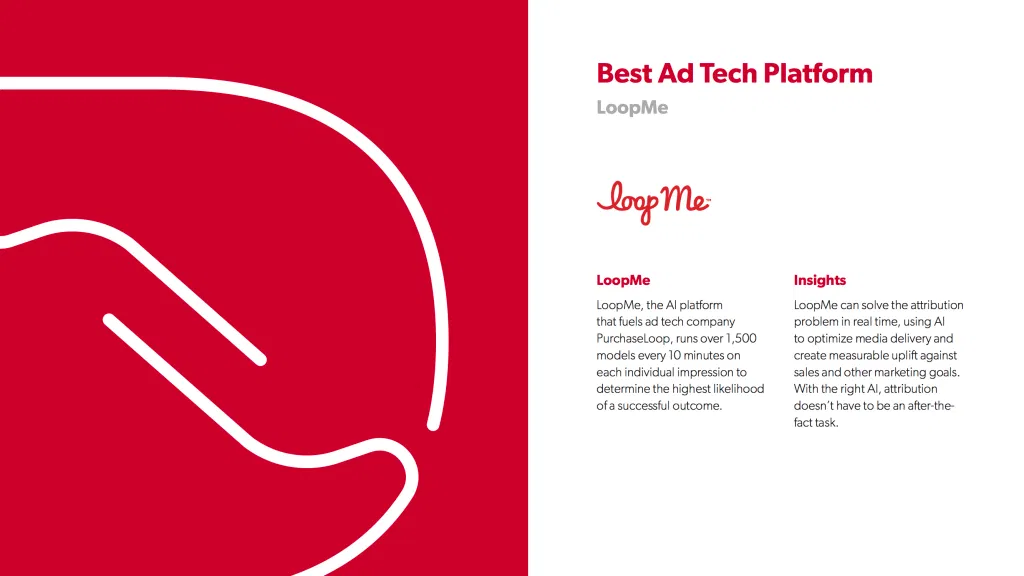 Best Ad Tech Platform
LoopMe
loopMe™
LoopMe
LoopMe, the AI platform
that fuels ad tech company
PurchaseLoop, runs over 1,500
models every 10 minutes on
each individual impression to
determine the highest likelihood
of a successful outcome.
Insights
LoopMe can solve the attribution
problem in real time, using AI
to optimize media delivery and
create measurable uplift against
sales and other marketing goals.
With the right AI, attribution
doesn't have to be an after-the-
fact task.